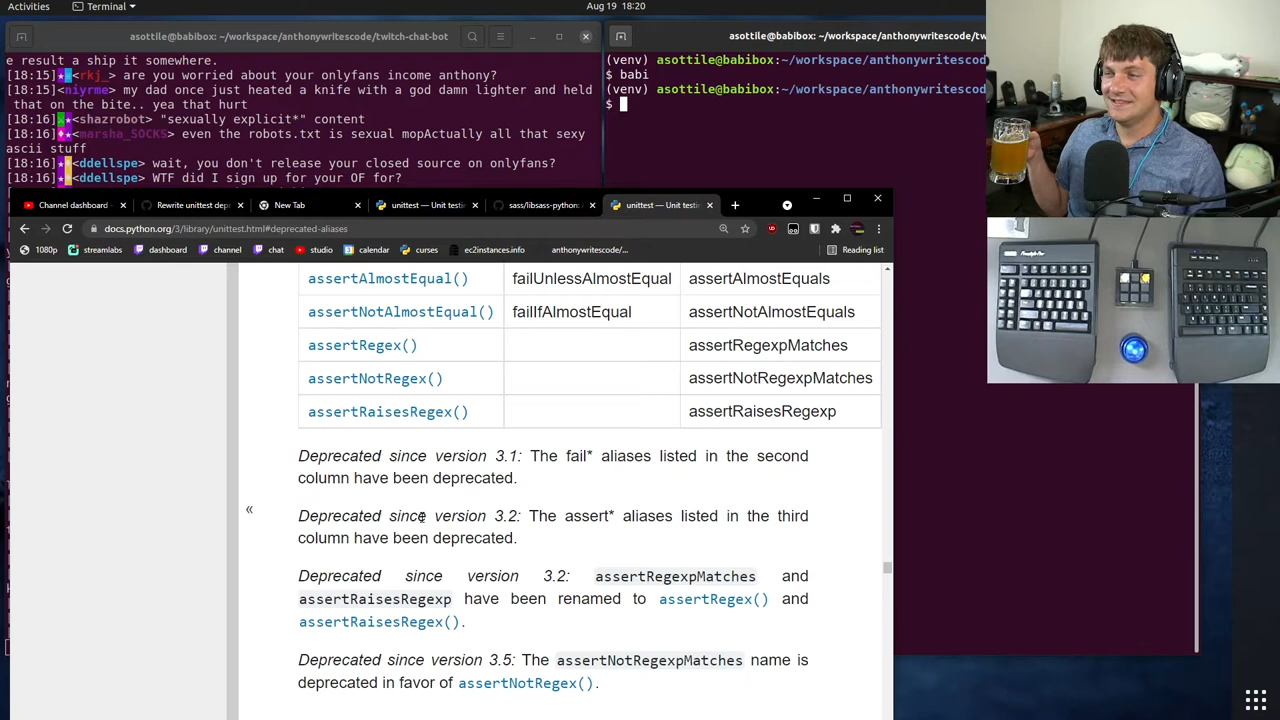 Activities
Terminal
Aug 19 18:20
asottile@babibox: ~/workspace/anthonywritescode/twitch-chat-bot
e result a ship it somewhere.
[18:15] <rkj_> are you worried about your onlyfans income anthony?
[18:15] <niyrme> my dad once just heated a knife with a god damn lighter and held
that on the bite.. yea that hurt
<shazrobot> "sexually explicit*" content
[18:16] <marsha_SOCKS> even the robots.txt is sexual mopActually all that sexy
ascii stuff
[18:16] <ddellspe> wait, you don't release your closed source on onlyfans?
[18:16] <ddellspe> WTF did I sign up for your OF for?
asottile@babibox: ~/workspace/anthonywritescode/tw
(venv) asottile@babibox:~/workspace/anthonywritescod
$ babi
(venv) asottile@babibox:~/workspace/anthonywritescod
$
Channel dashboard -
Rewrite unittest dep
New Tab
unittest — Unit testin
sass/libsass-python:
unittest — Unit testin
docs.python.org/3/library/unittest.html#deprecated-aliases
1080p
streamlabs
dashboard
channel
chat
studio
calendar
curses
ec2instances.info
anthonywritescode/...
Reading list
assertAlmostEqual() failUnlessAlmostEqual assertAlmostEquals
assertNotAlmostEqual() failIfAlmostEqual assertNotAlmostEquals
assertRegex() assertRegexpMatches
assertNotRegex() assertNotRegexpMatches
assertRaisesRegex() assertRaisesRegexp
Deprecated since version 3.1: The fail* aliases listed in the second
column have been deprecated.
«
Deprecated since version 3.2: The assert* aliases listed in the third
column have been deprecated.
Deprecated since version 3.2: assertRegexpMatches and
assertRaisesRegexp have been renamed to assertRegex() and
assertRaisesRegex().
Deprecated since version 3.5: The assertNotRegexpMatches name is
deprecated in favor of assertNotRegex().